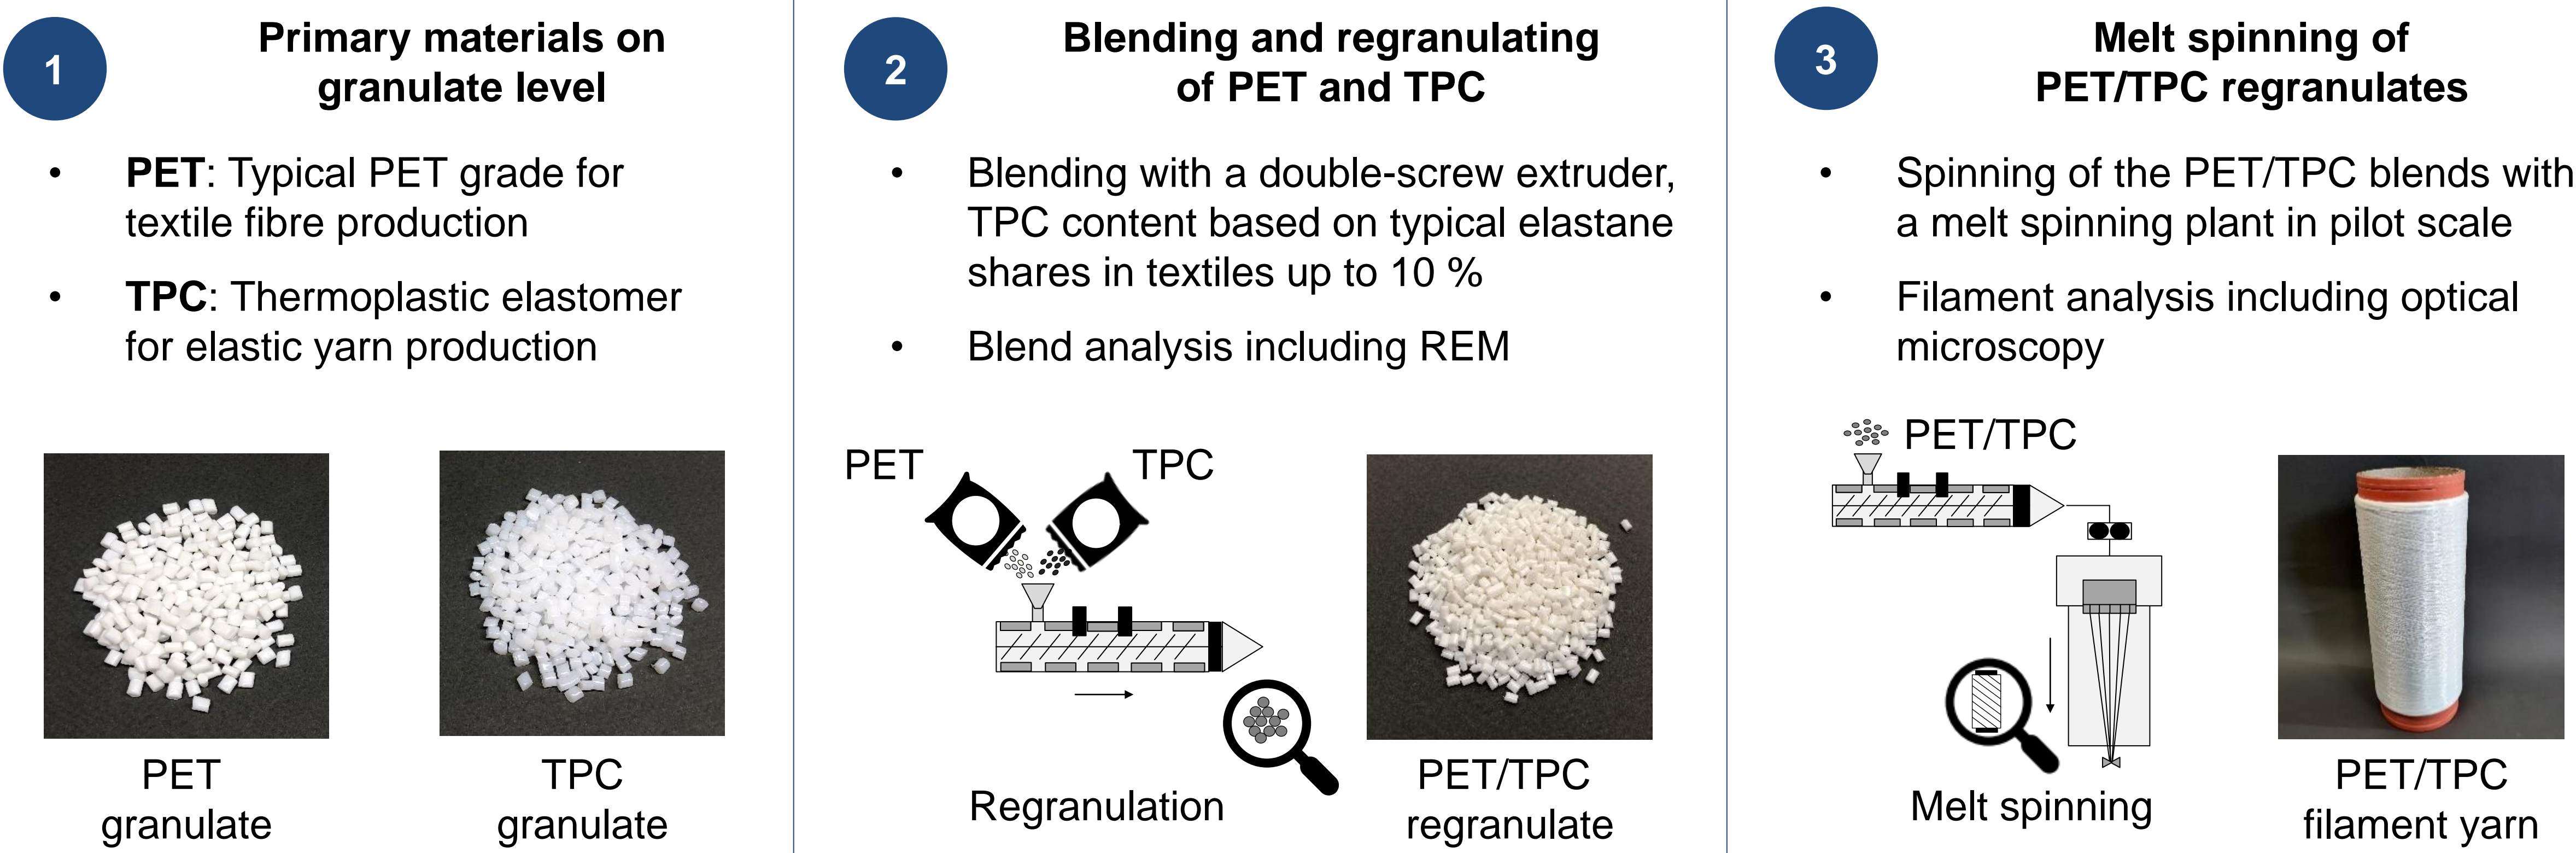 1
Primary materials on
granulate level
• PET: Typical PET grade for
textile fibre production
• TPC: Thermoplastic elastomer
for elastic yarn production
PET
granulate
TPC
granulate
2
Blending and regranulating
of PET and TPC
• Blending with a double-screw extruder,
TPC content based on typical elastane
shares in textiles up to 10 %
• Blend analysis including REM
PET
TPC
Regranulation
PET/TPC
regranulate
3
Melt spinning of
PET/TPC regranulates
• Spinning of the PET/TPC blends with
a melt spinning plant in pilot scale
• Filament analysis including optical
microscopy
PET/TPC
Melt spinning
PET/TPC
filament yarn